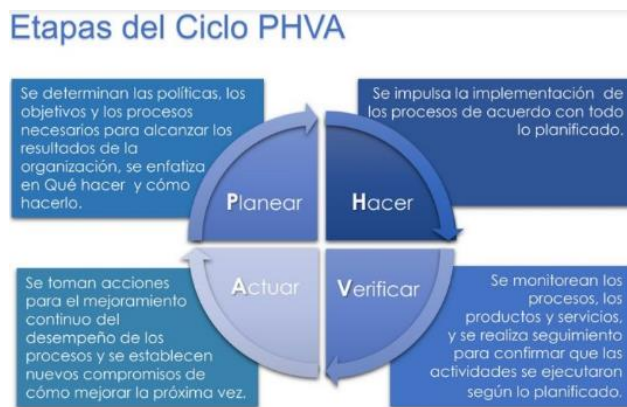 Etapas del Ciclo PHVA
Se determinan las políticas, los
objetivos y los procesos
necesarios para alcanzar los
resultados de la
organización, se enfatiza
en Qué hacer y cómo
hacerlo.
Se impulsa la implementación de
los procesos de acuerdo con todo
lo planificado.
Planear
Hacer
Actuar
Verificar
Se toman acciones
para el mejoramiento
continuo del
desempeño de los
procesos y se establecen
nuevos compromisos de
cómo mejorar la próxima vez.
Se monitorean los
procesos, los
productos y servicios,
y se realiza seguimiento
para confirmar que las
actividades se ejecutaron
según lo planificado.